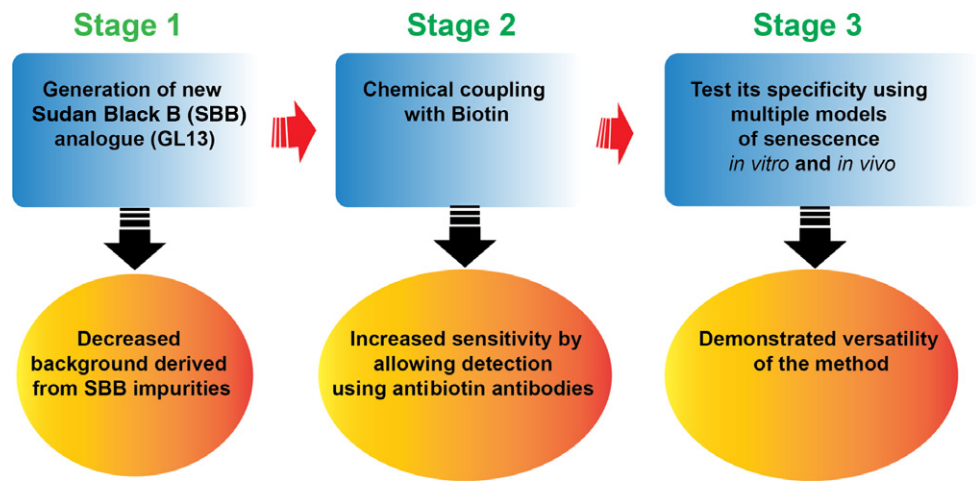 Stage 1
Generation of new
Sudan Black B (SBB)
analogue (GL13)
Decreased
background derived
from SBB impurities
Stage 2
Chemical coupling
with Biotin
Increased sensitivity by
allowing detection
using antibiotin antibodies
Stage 3
Test its specificity using
multiple models
of senescence
in vitro and in vivo
Demonstrated versatility
of the method